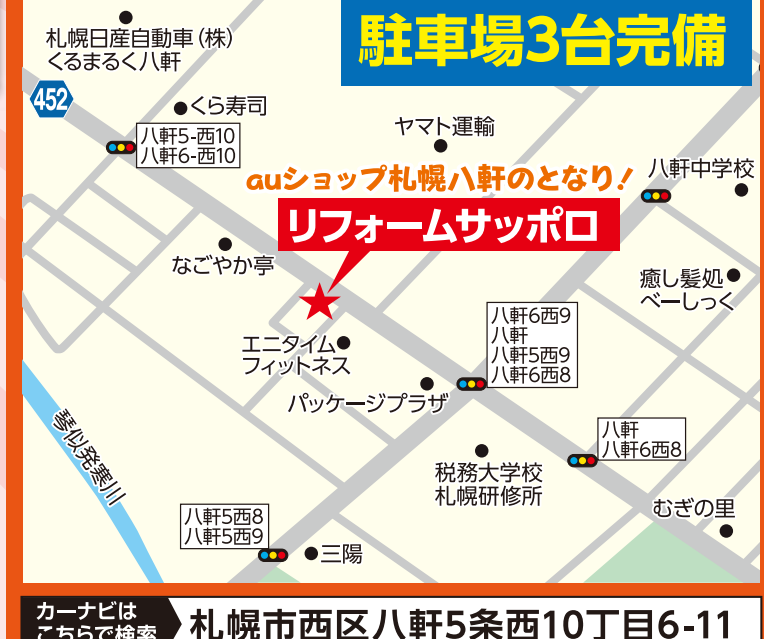 駐車場3台完備
札幌日産自動車(株)
くるまるく八軒
452
くら寿司
八軒5-西10
八軒6-西10
ヤマト運輸
auショップ札幌八軒のとなり!
八軒中学校
リフォームサッポロ
なごやか亭
癒し髪処
べーしっく
エニタイム
フィットネス
八軒6西9
八軒
八軒5西9
八軒6西8
パッケージプラザ
琴似発寒川
八軒
八軒6西8
税務大学校
札幌研修所
むぎの里
八軒5西8
八軒5西9
三陽
カーナビは
こちらで検索
札幌市西区八軒5条西10丁目6-11